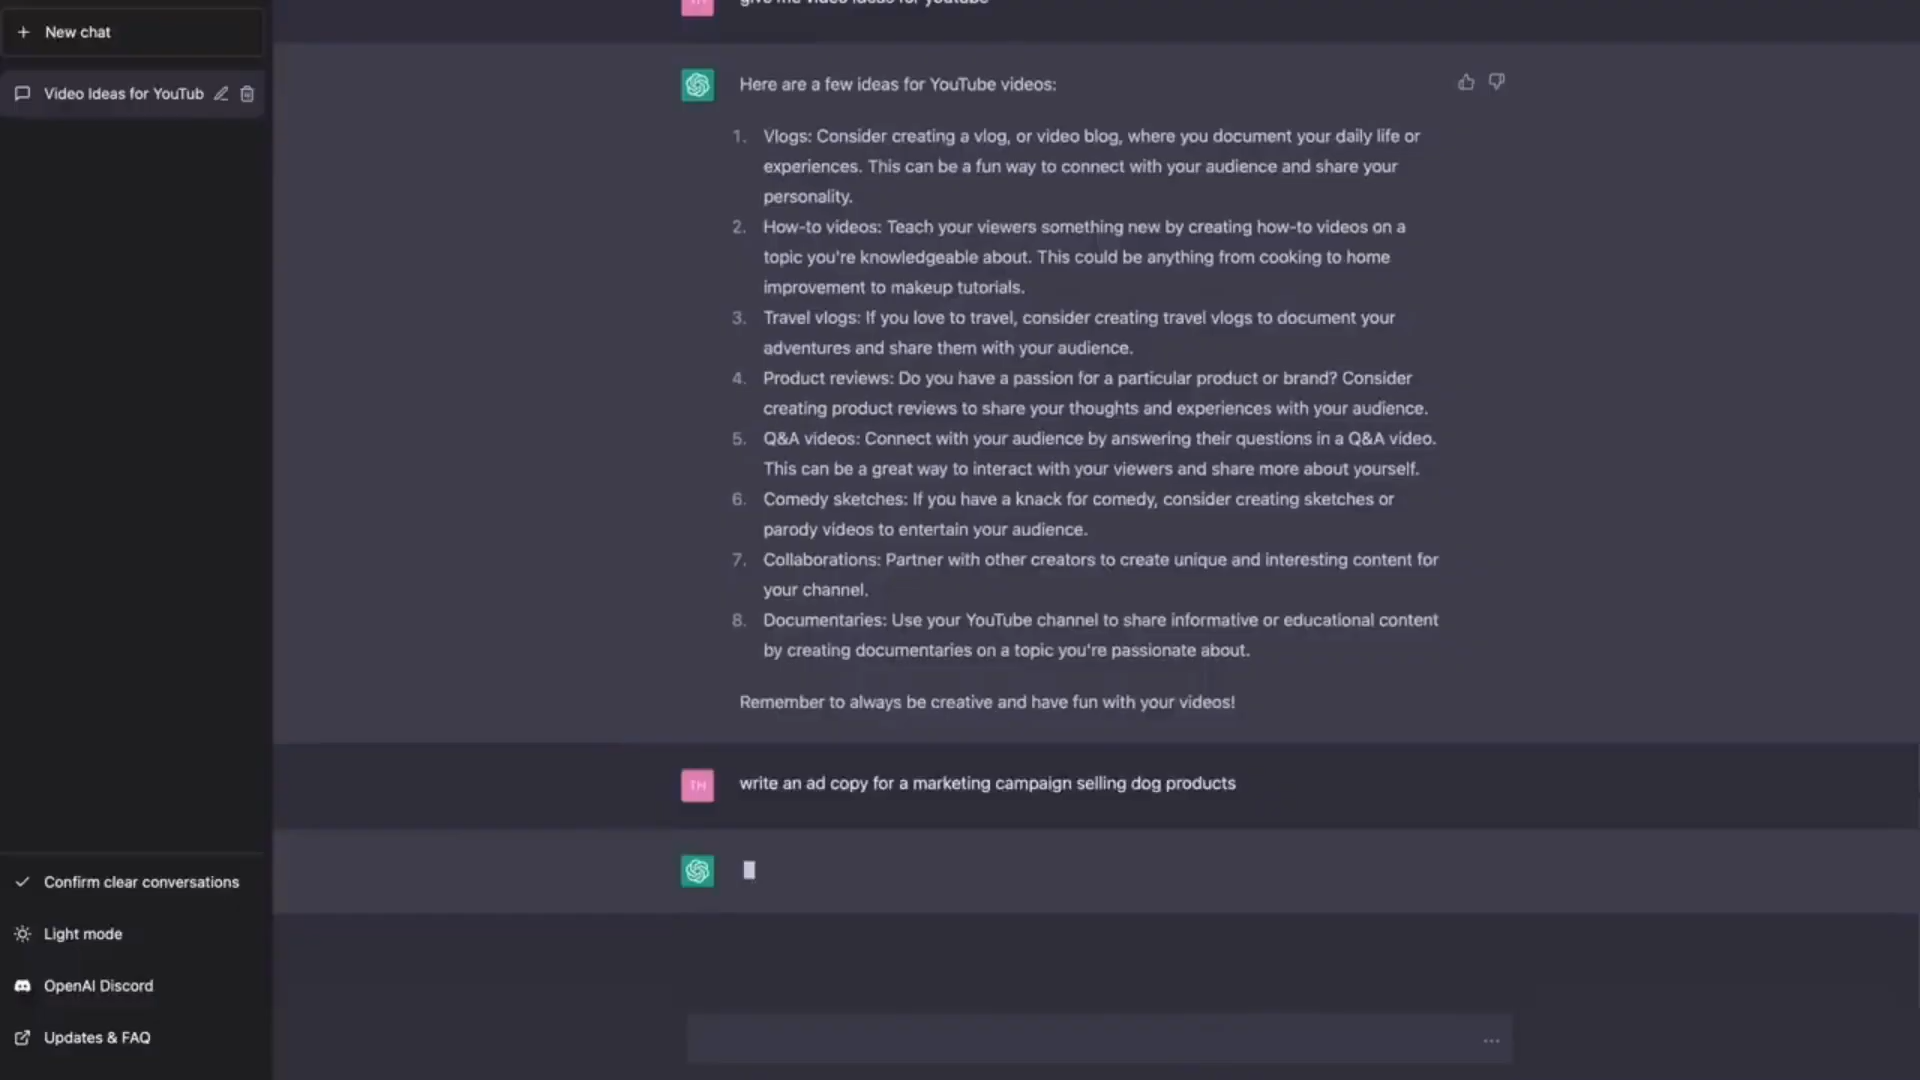 New chat
Video Ideas for YouTub
give me video ideas for youtube
Here are a few ideas for YouTube videos:
1. Vlogs: Consider creating a vlog, or video blog, where you document your daily life or
experiences. This can be a fun way to connect with your audience and share your
personality.
2. How-to videos: Teach your viewers something new by creating how-to videos on a
topic you're knowledgeable about. This could be anything from cooking to home
improvement to makeup tutorials.
3. Travel vlogs: If you love to travel, consider creating travel vlogs to document your
adventures and share them with your audience.
4. Product reviews: Do you have a passion for a particular product or brand? Consider
creating product reviews to share your thoughts and experiences with your audience.
5. Q&A videos: Connect with your audience by answering their questions in a Q&A video.
This can be a great way to interact with your viewers and share more about yourself.
6. Comedy sketches: If you have a knack for comedy, consider creating sketches or
parody videos to entertain your audience.
7. Collaborations: Partner with other creators to create unique and interesting content for
your channel.
8. Documentaries: Use your YouTube channel to share informative or educational content
by creating documentaries on a topic you're passionate about.
Remember to always be creative and have fun with your videos!
TH write an ad copy for a marketing campaign selling dog products
Confirm clear conversations
Light mode
OpenAI Discord
Updates & FAQ